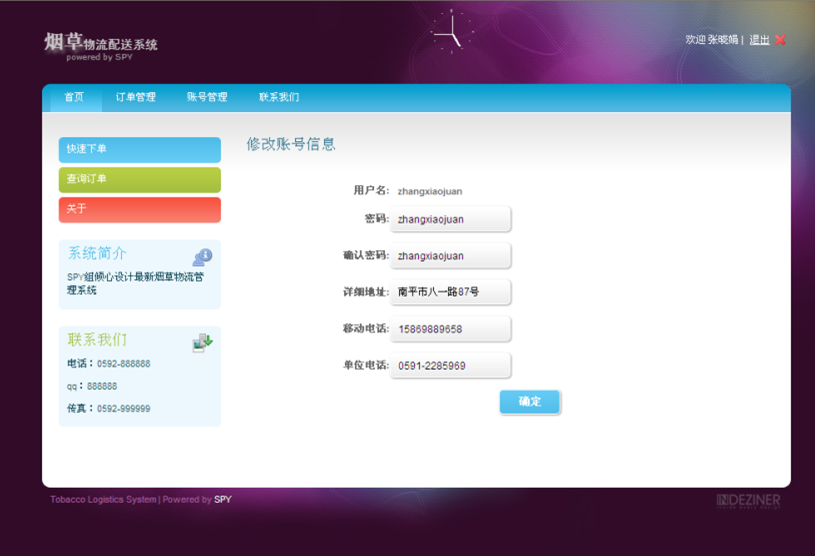 烟草物流配送系统
powered by SPY
欢迎 张晓娟 | 退出
首页 订单管理 账号管理 联系我们
快速下单
查询订单
关于
系统简介
SPY组倾心设计最新烟草物流管
理系统
联系我们
电话：0592-888888
qq：888888
传真：0592-999999
修改账号信息
用户名: zhangxiaojuan
密码: zhangxiaojuan
确认密码: zhangxiaojuan
详细地址: 南平市八一路87号
移动电话: 15869889658
单位电话: 0591-2285969
确定
Tobacco Logistics System | Powered by SPY
INDEZINER